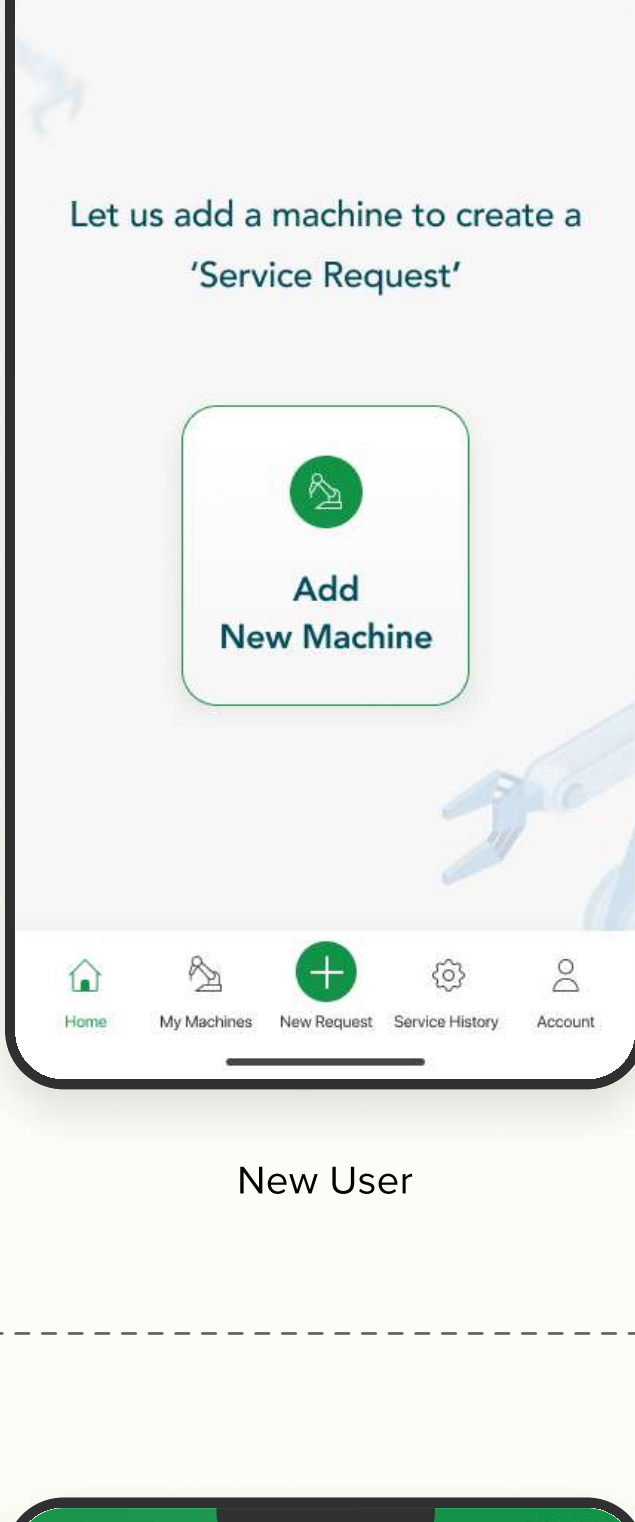 Let us add a machine to create a
‘Service Request’
Add
New Machine
Home
My Machines
New Request
Service History
Account
New User